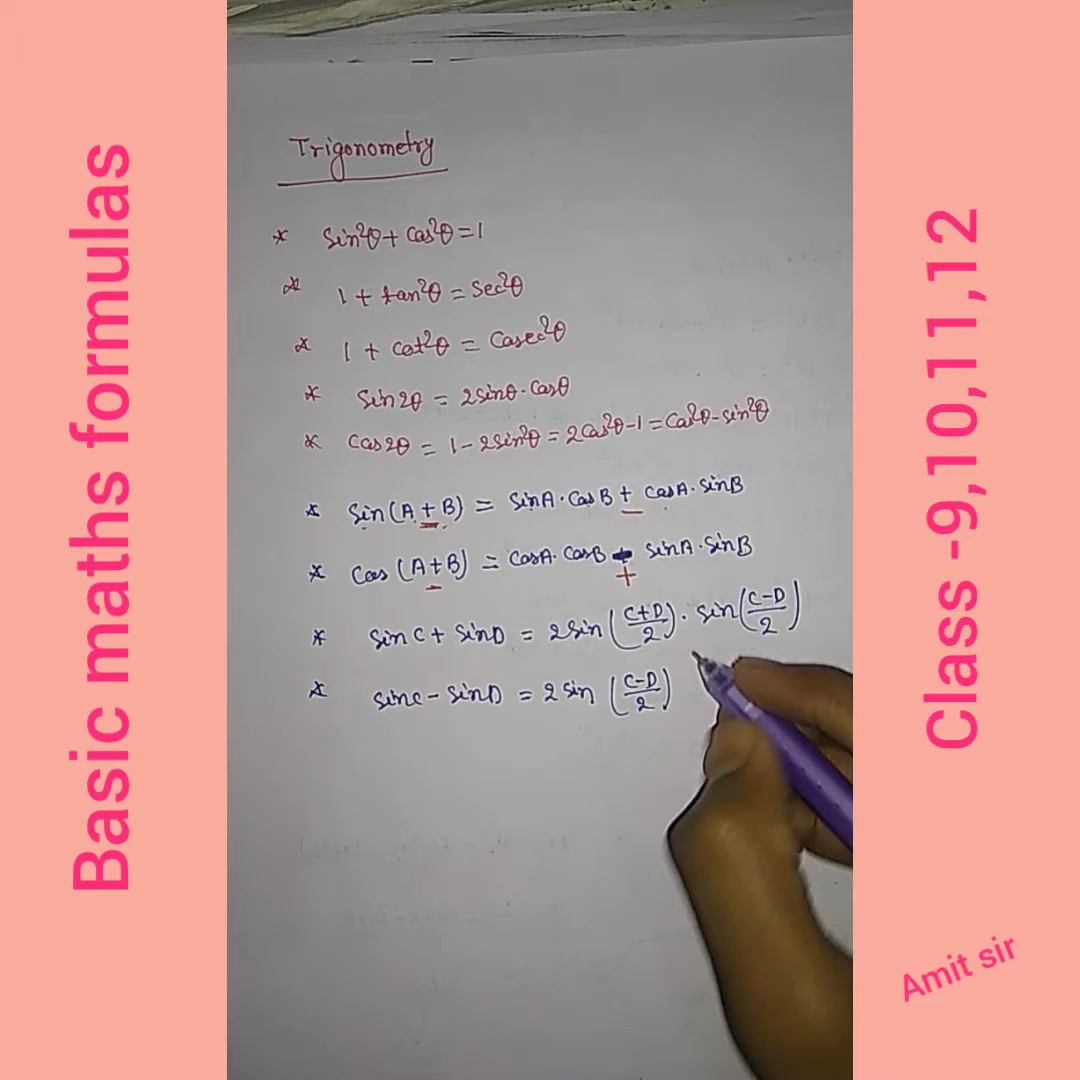 Basic maths formulas
Trigonometry
* Sin²θ + Cos²θ = 1
* 1 + tan²θ = Sec²θ
* 1 + Cot²θ = Cosec²θ
* Sin2θ = 2Sinθ·Cosθ
* Cos2θ = 1 - 2Sin²θ = 2Cos²θ - 1 = Cos²θ - Sin²θ
* Sin(A + B) = SinA·CosB + CosA·SinB
* Cos(A+B) = CosA·CosB - SinA·SinB
+
* SinC + SinD = 2Sin((C+D)/2)·Sin((C-D)/2)
* SinC - SinD = 2Sin((C-D)/2)
Class -9,10,11,12
Amit sir